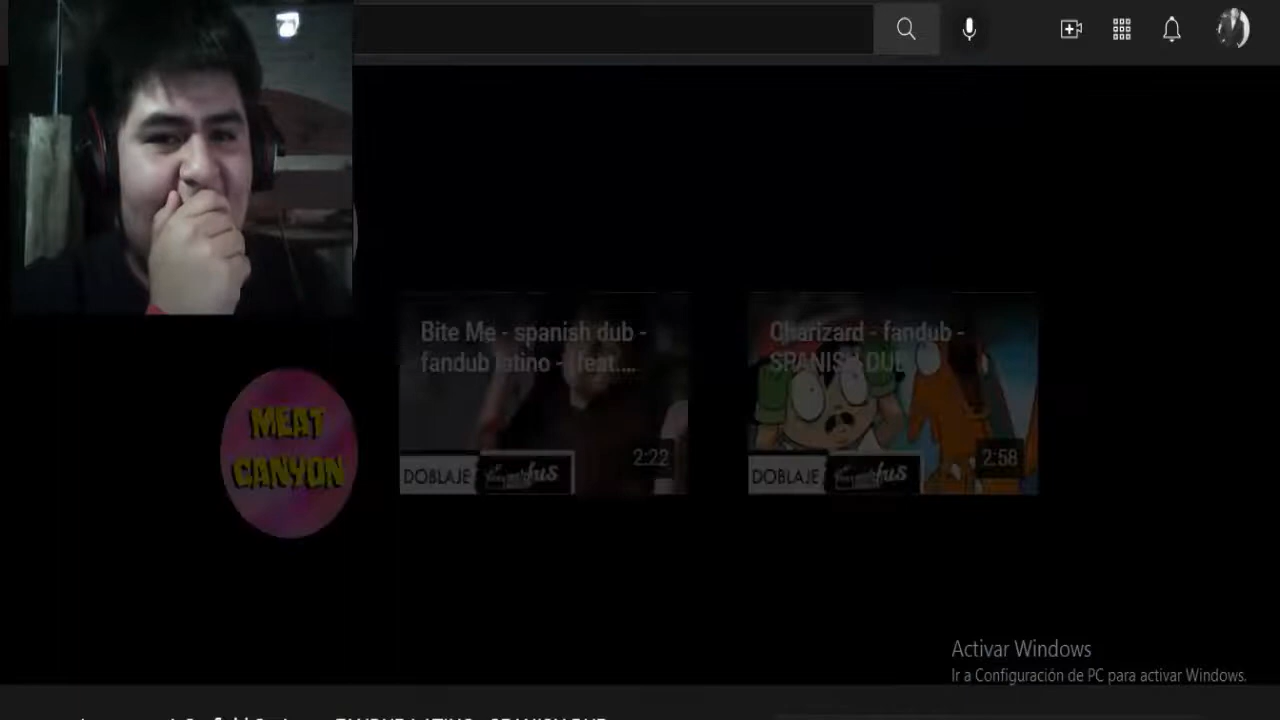 Bite Me - spanish dub -
fandub latino - (feat....
Charizard - fandub -
SPANISH DUB
MEAT
CANYON
2:22
2:58
DOBLAJE
DOBLAJE
Activar Windows
Ir a Configuración de PC para activar Windows.